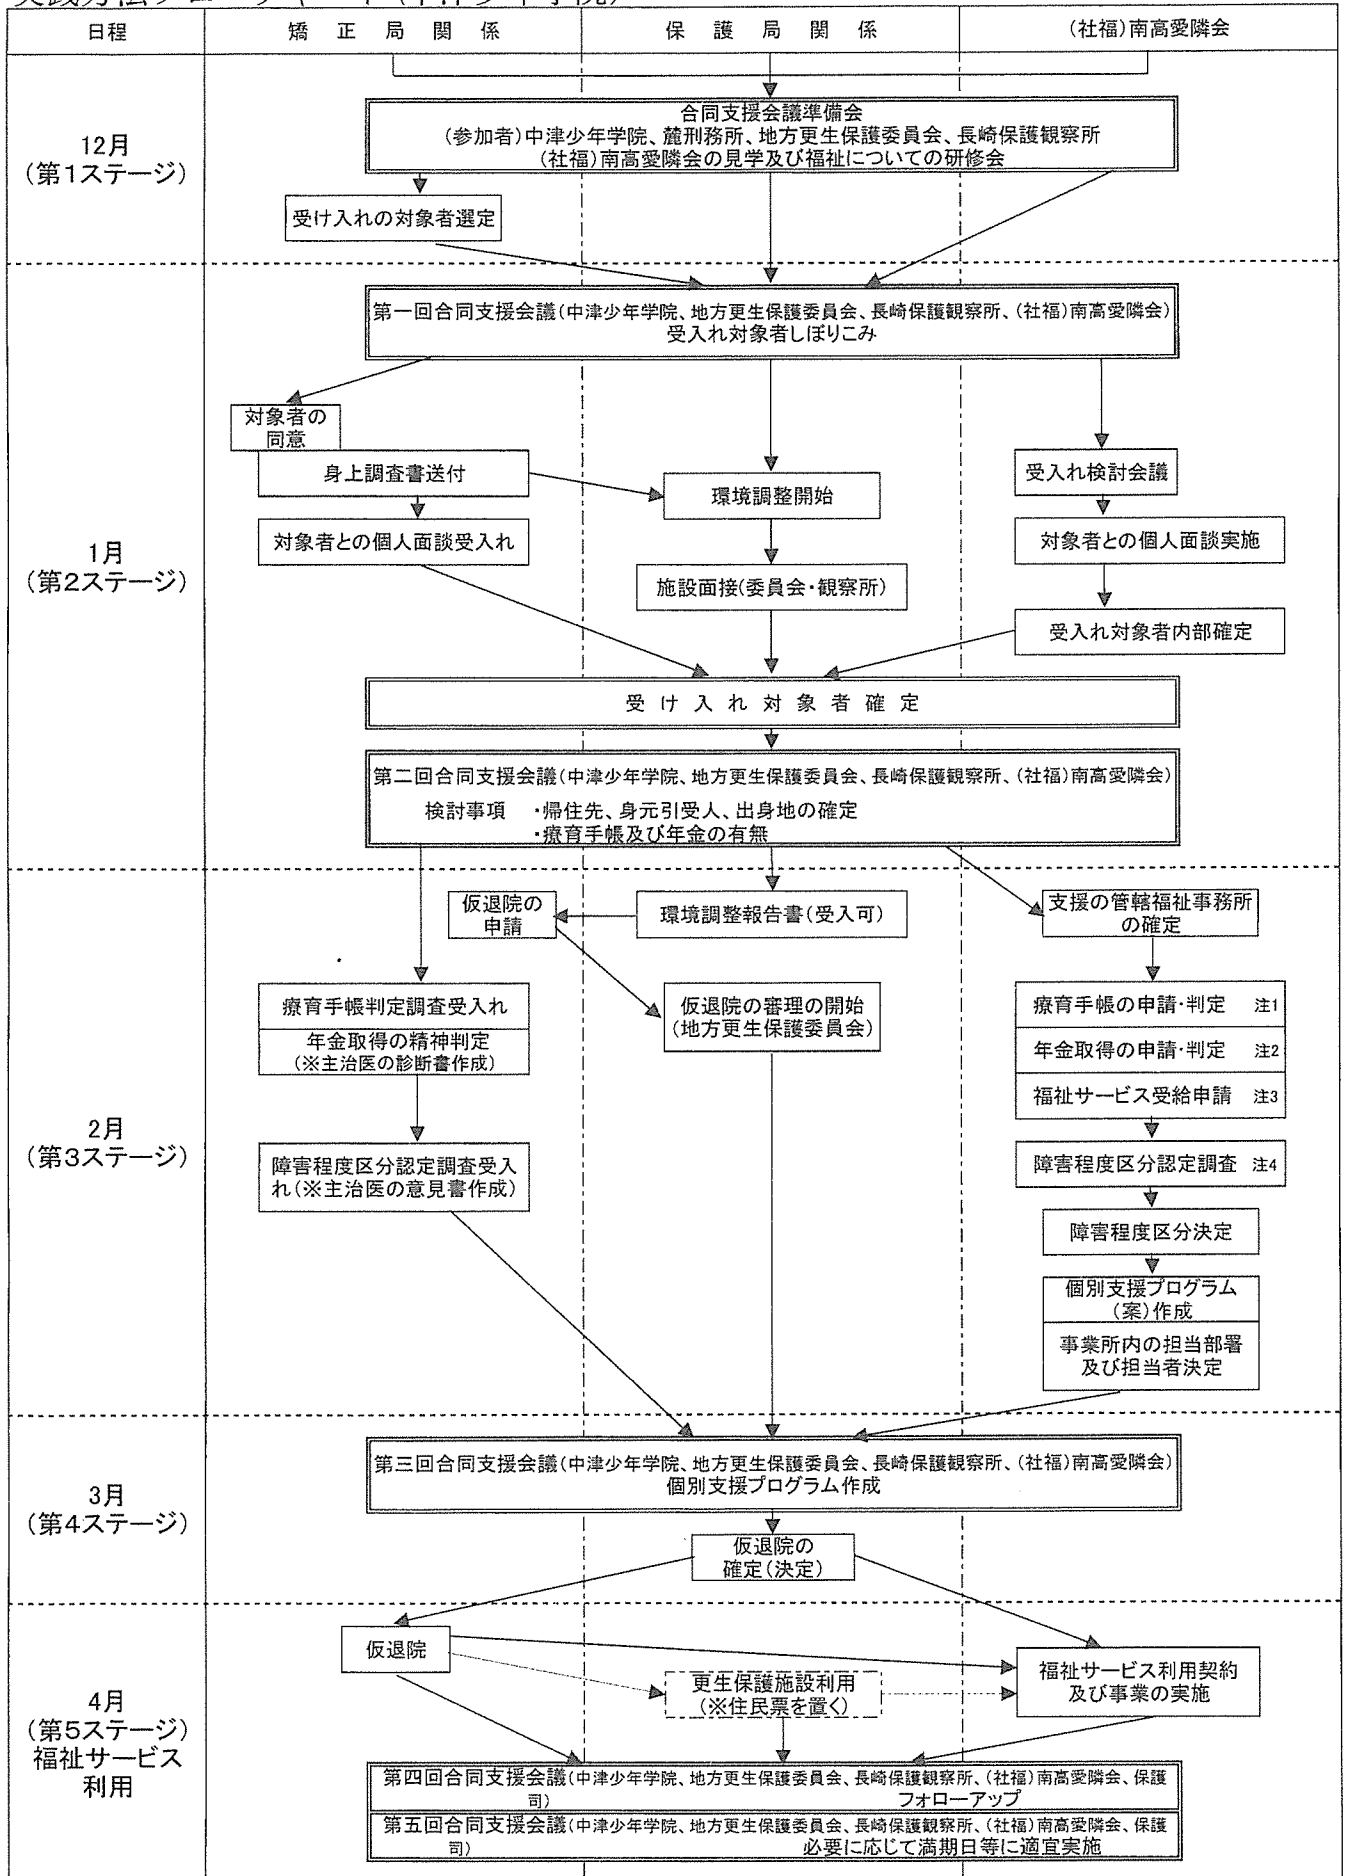 日程
矯正局関係
保護局関係
(社福)南高愛隣会
12月
(第1ステージ)
合同支援会議準備会
(参加者)中津少年学院、麓刑務所、地方更生保護委員会、長崎保護観察所
(社福)南高愛隣会の見学及び福祉についての研修会
受け入れの対象者選定
1月
(第2ステージ)
第一回合同支援会議(中津少年学院、地方更生保護委員会、長崎保護観察所、(社福)南高愛隣会)
受入れ対象者しぼりこみ
対象者の
同意
身上調査書送付
対象者との個人面談受入れ
環境調整開始
施設面接(委員会・観察所)
受入れ検討会議
対象者との個人面談実施
受入れ対象者内部確定
受け入れ対象者確定
第二回合同支援会議(中津少年学院、地方更生保護委員会、長崎保護観察所、(社福)南高愛隣会)
検討事項 ・帰住先、身元引受人、出身地の確定
・療育手帳及び年金の有無
2月
(第3ステージ)
仮退院の
申請
環境調整報告書(受入可)
支援の管轄福祉事務所
の確定
療育手帳判定調査受入れ
年金取得の精神判定
(※主治医の診断書作成)
仮退院の審理の開始
(地方更生保護委員会)
療育手帳の申請・判定 注1
年金取得の申請・判定 注2
福祉サービス受給申請 注3
障害程度区分認定調査受入
れ(※主治医の意見書作成)
障害程度区分認定調査 注4
障害程度区分決定
個別支援プログラム
(案)作成
事業所内の担当部署
及び担当者決定
3月
(第4ステージ)
第三回合同支援会議(中津少年学院、地方更生保護委員会、長崎保護観察所、(社福)南高愛隣会)
個別支援プログラム作成
仮退院の
確定(決定)
4月
(第5ステージ)
福祉サービス
利用
仮退院
更生保護施設利用
(※住民票を置く)
福祉サービス利用契約
及び事業の実施
第四回合同支援会議(中津少年学院、地方更生保護委員会、長崎保護観察所、(社福)南高愛隣会、保護
司) フォローアップ
第五回合同支援会議(中津少年学院、地方更生保護委員会、長崎保護観察所、(社福)南高愛隣会、保護
司) 必要に応じて満期日等に適宜実施